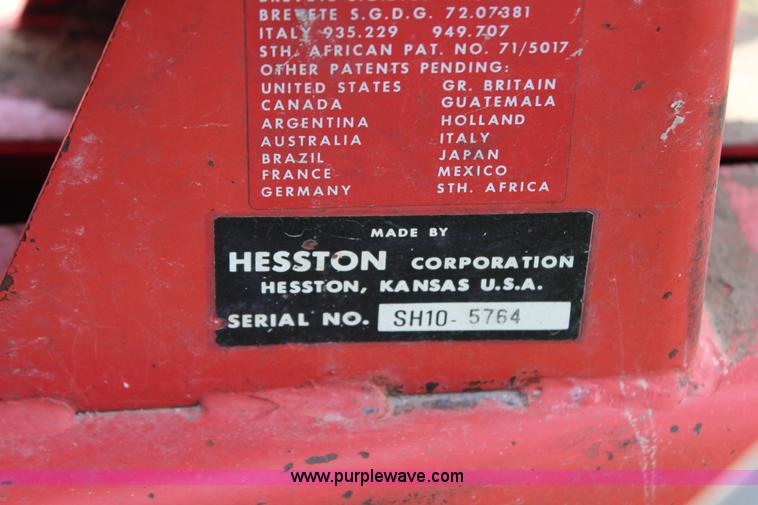 BREVETE S.G.D.G. 72.07381
ITALY 935.229 949.707
STH. AFRICAN PAT. NO. 71/5017
OTHER PATENTS PENDING:
UNITED STATES GR. BRITAIN
CANADA GUATEMALA
ARGENTINA HOLLAND
AUSTRALIA ITALY
BRAZIL JAPAN
FRANCE MEXICO
GERMANY STH. AFRICA
MADE BY
HESSTON CORPORATION
HESSTON, KANSAS U.S.A.
SERIAL NO. SH10- 5764
www.purplewave.com